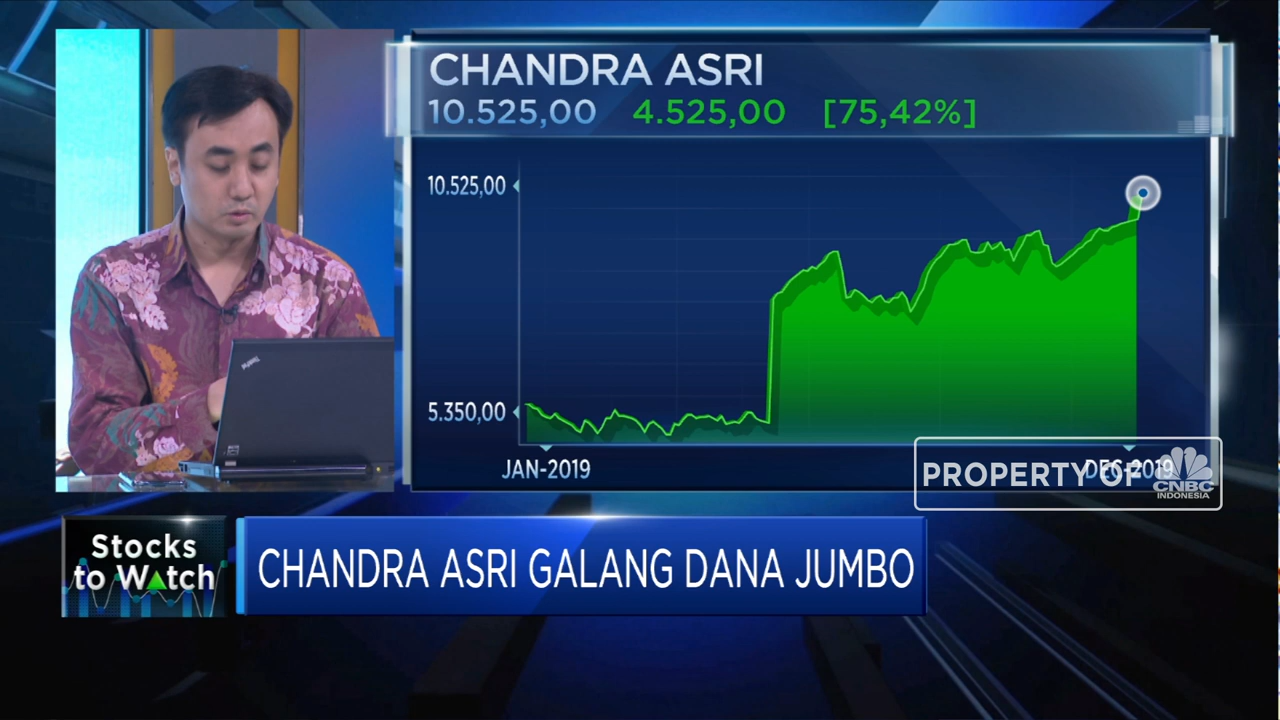 CHANDRA ASRI
10.525,00 4.525,00 [75,42%]
10.525,00
5.350,00
JAN-2019
DEC-2019
PROPERTY OF CNBC INDONESIA
ThinkPad
Stocks to Watch
CHANDRA ASRI GALANG DANA JUMBO